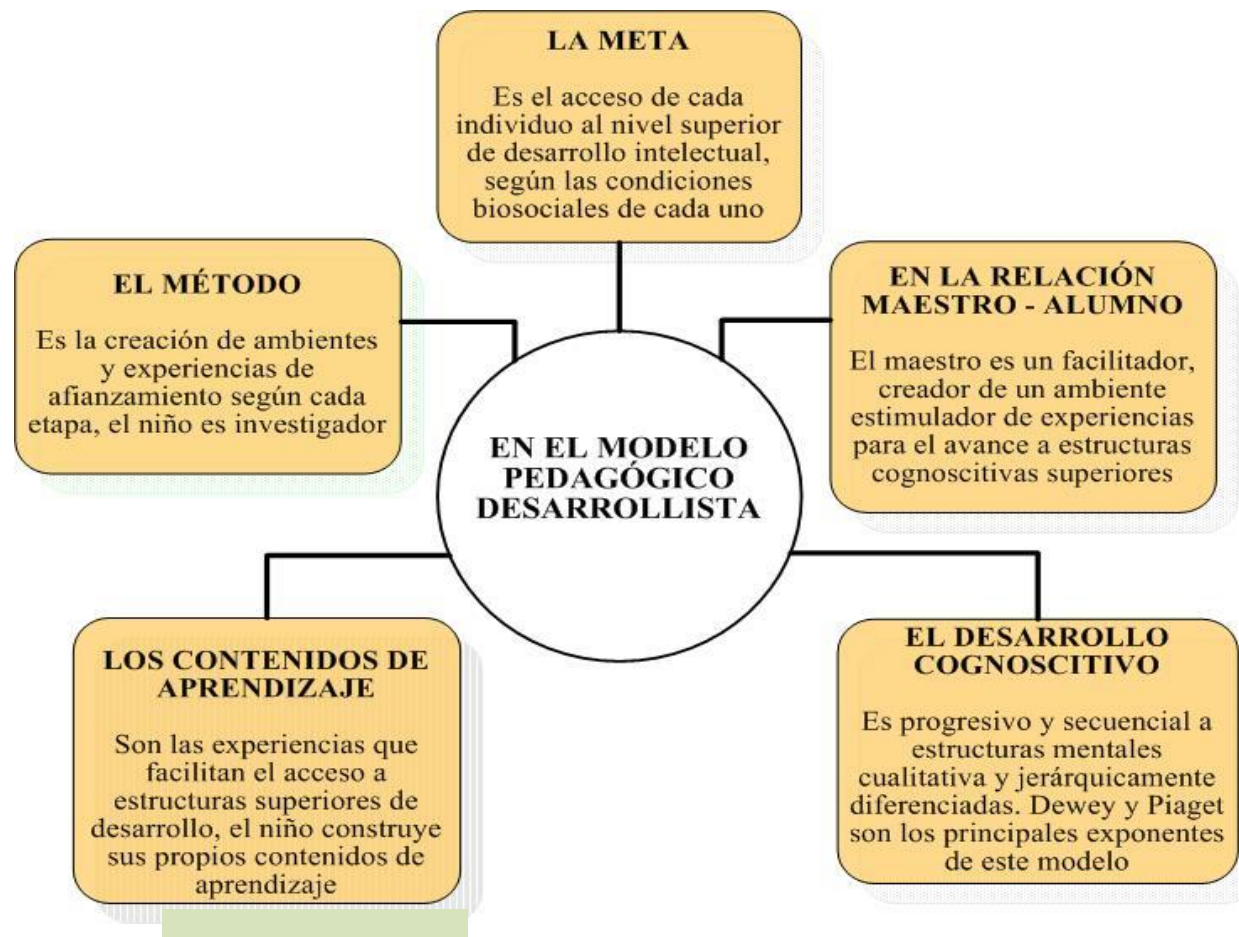 LA META
Es el acceso de cada
individuo al nivel superior
de desarrollo intelectual,
según las condiciones
biosociales de cada uno
EL MÉTODO
Es la creación de ambientes
y experiencias de
afianzamiento según cada
etapa, el niño es investigador
EN LA RELACIÓN
MAESTRO - ALUMNO
El maestro es un facilitador,
creador de un ambiente
estimulador de experiencias
para el avance a estructuras
cognoscitivas superiores
EN EL MODELO
PEDAGÓGICO
DESARROLLISTA
LOS CONTENIDOS DE
APRENDIZAJE
Son las experiencias que
facilitan el acceso a
estructuras superiores de
desarrollo, el niño construye
sus propios contenidos de
aprendizaje
EL DESARROLLO
COGNOSCITIVO
Es progresivo y secuencial a
estructuras mentales
cualitativa y jerárquicamente
diferenciadas. Dewey y Piaget
son los principales exponentes
de este modelo